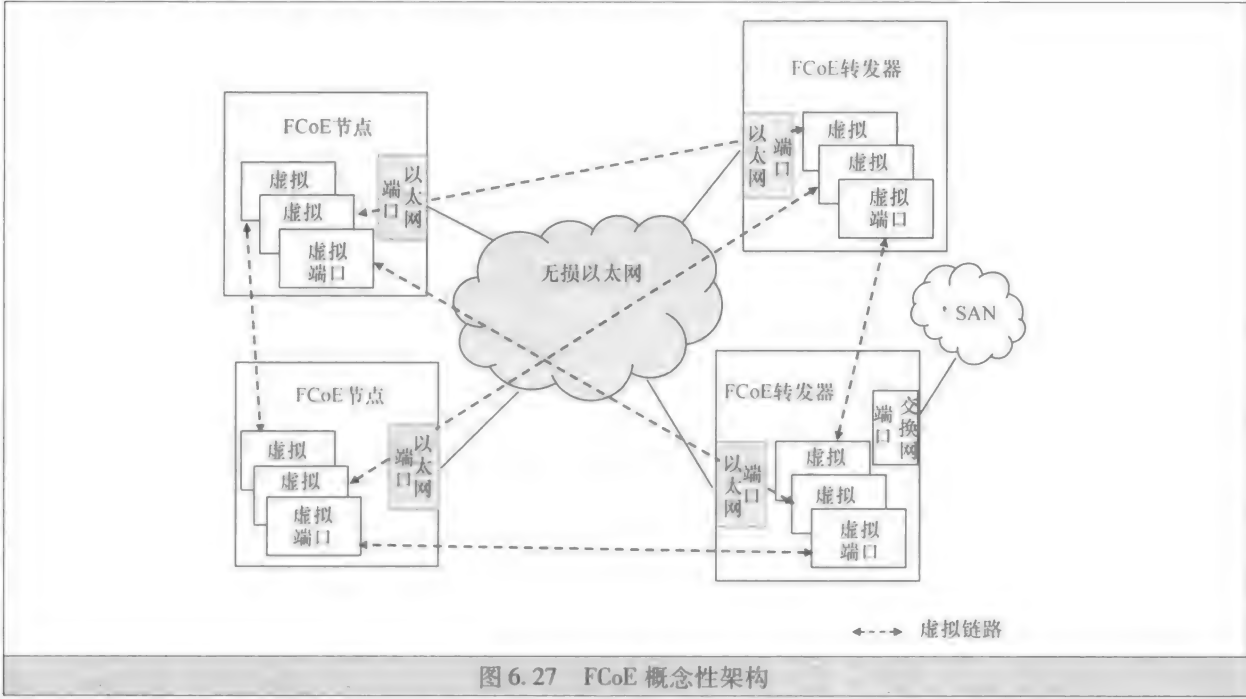 FCoE节点
虚拟
虚拟
虚拟
端口
以太网
端口
FCoE转发器
以太网
端口
虚拟
虚拟
虚拟
端口
无损以太网
SAN
FCoE节点
虚拟
虚拟
虚拟
端口
以太网
端口
FCoE转发器
交换网
端口
以太网
端口
虚拟
虚拟
虚拟
端口
虚拟链路
图 6.27 FCoE 概念性架构